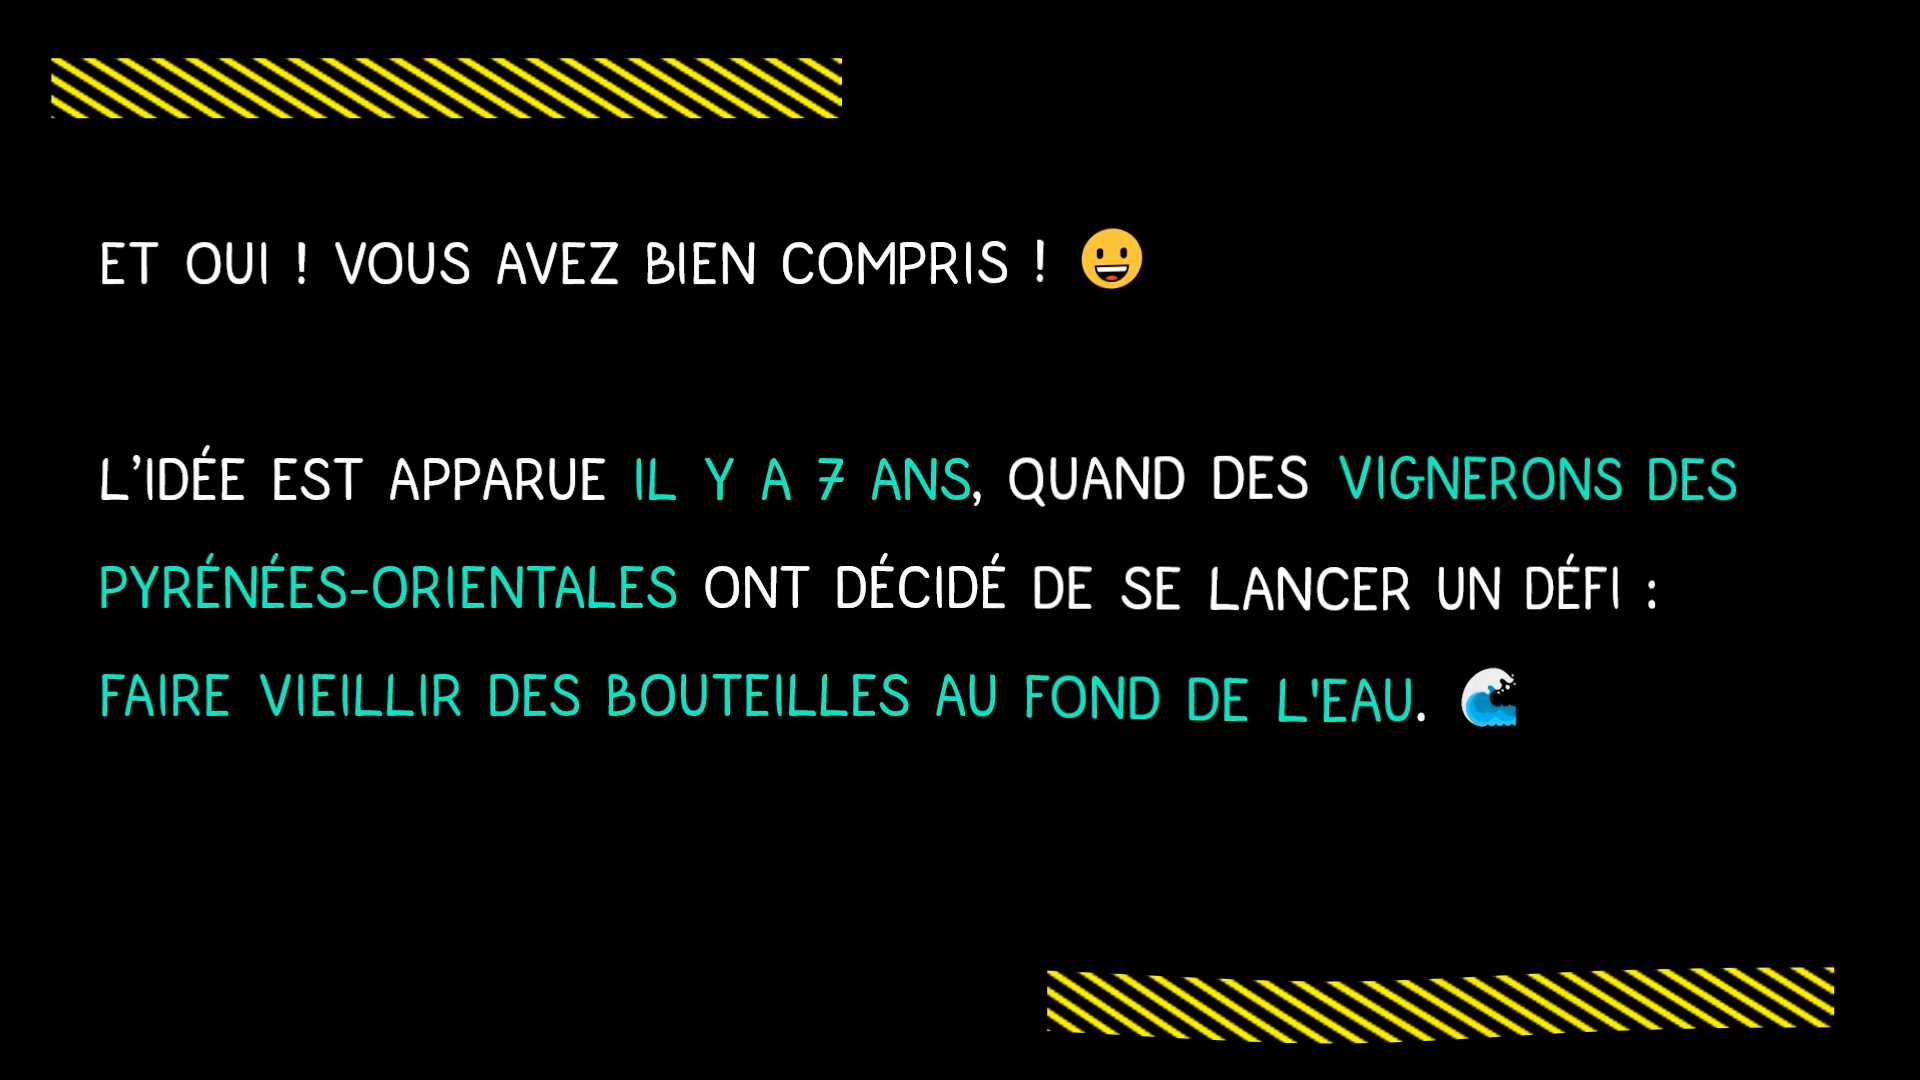 ET OUI ! VOUS AVEZ BIEN COMPRIS ! 😀
L’IDÉE EST APPARUE IL Y A 7 ANS, QUAND DES VIGNERONS DES
PYRÉNÉES-ORIENTALES ONT DÉCIDÉ DE SE LANCER UN DÉFI :
FAIRE VIEILLIR DES BOUTEILLES AU FOND DE L'EAU. 🌊